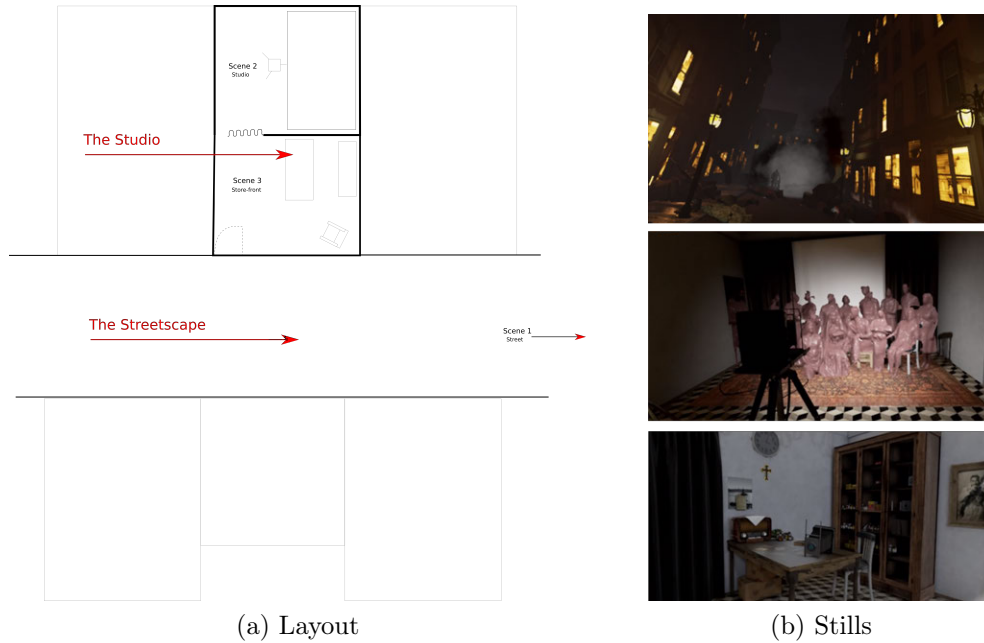 Scene 2
Studio
The Studio
Scene 3
Store-front
The Streetscape
Scene 1
Street
(a) Layout
(b) Stills